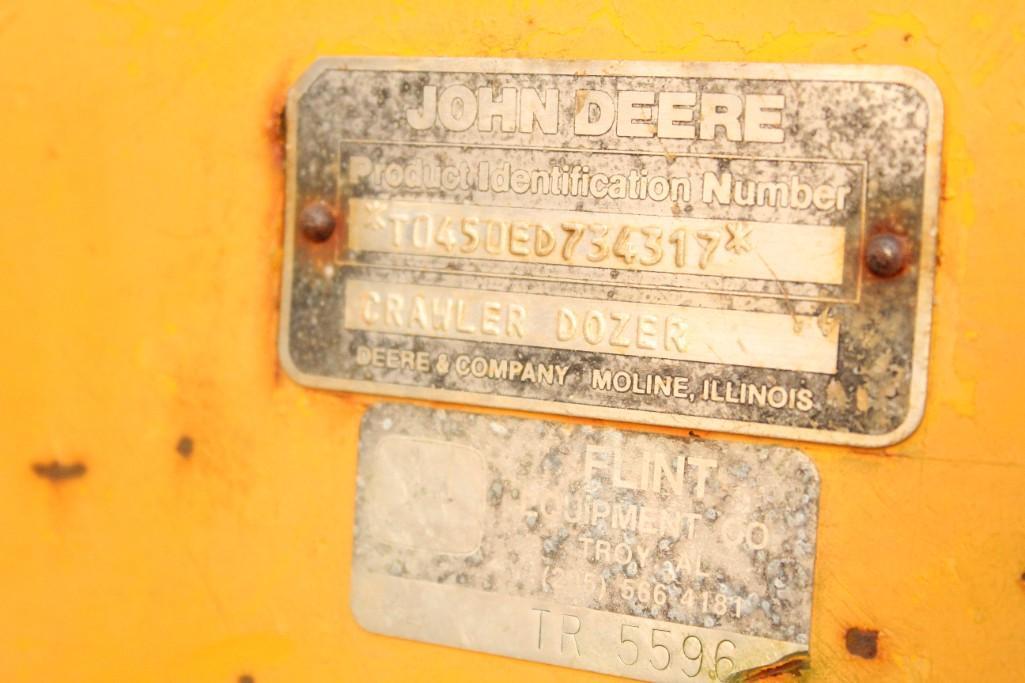 JOHN DEERE
Product Identification Number
*T0450ED734317*
CRAWLER DOZER
DEERE & COMPANY MOLINE, ILLINOIS
FLINT
EQUIPMENT CO
TROY AL
(205) 566-4181
TR 5596